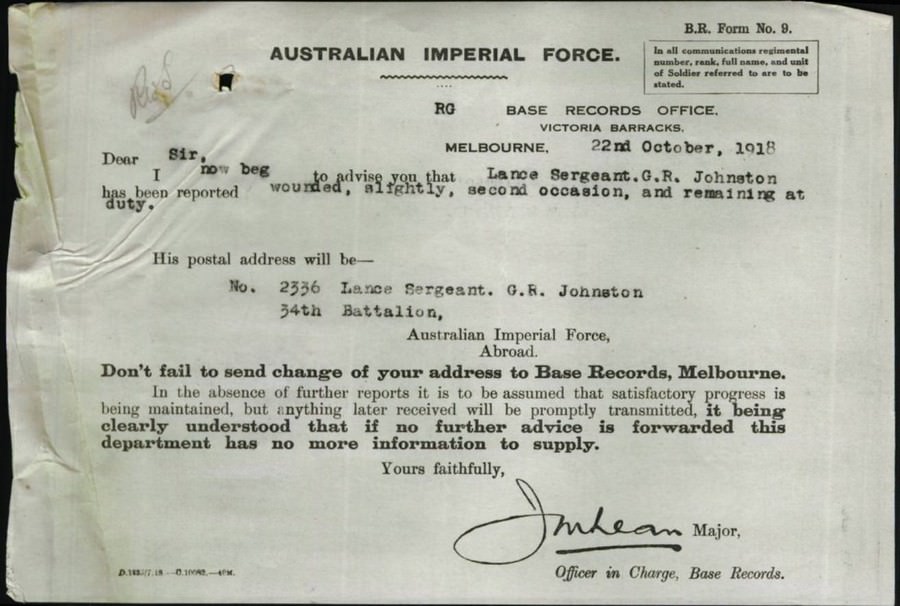 B.R. Form No. 9.
AUSTRALIAN IMPERIAL FORCE.
In all communications regimental
number, rank, full name, and unit
of Soldier referred to are to be
stated.
RG BASE RECORDS OFFICE,
VICTORIA BARRACKS,
MELBOURNE, 22nd October, 1918
Dear Sir,
I now beg to advise you that Lance Sergeant.G.R. Johnston
has been reported wounded, slightly, second occasion, and remaining at
duty.
His postal address will be—
No. 2336 Lance Sergeant. G.R. Johnston
34th Battalion,
Australian Imperial Force,
Abroad.
Don't fail to send change of your address to Base Records, Melbourne.
In the absence of further reports it is to be assumed that satisfactory progress is
being maintained, but anything later received will be promptly transmitted, it being
clearly understood that if no further advice is forwarded this
department has no more information to supply.
Yours faithfully,
JMLean Major,
Officer in Charge, Base Records.